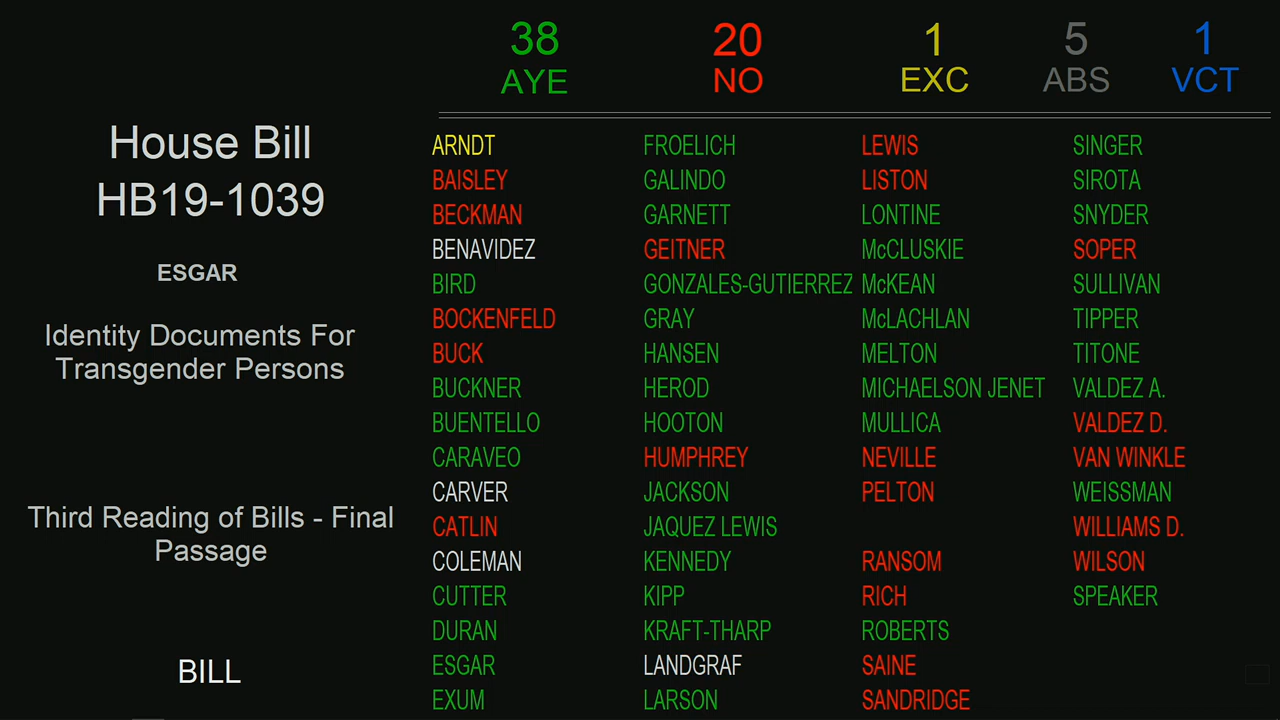 38 20 1 5 1
AYE NO EXC ABS VCT
House Bill
HB19-1039
ESGAR
Identity Documents For
Transgender Persons
Third Reading of Bills - Final
Passage
BILL
ARNDT
BAISLEY
BECKMAN
BENAVIDEZ
BIRD
BOCKENFELD
BUCK
BUCKNER
BUENTELLO
CARAVEO
CARVER
CATLIN
COLEMAN
CUTTER
DURAN
ESGAR
EXUM
FROELICH
GALINDO
GARNETT
GEITNER
GONZALES-GUTIERREZ
GRAY
HANSEN
HEROD
HOOTON
HUMPHREY
JACKSON
JAQUEZ LEWIS
KENNEDY
KIPP
KRAFT-THARP
LANDGRAF
LARSON
LEWIS
LISTON
LONTINE
McCLUSKIE
McKEAN
McLACHLAN
MELTON
MICHAELSON JENET
MULLICA
NEVILLE
PELTON
RANSOM
RICH
ROBERTS
SAINE
SANDRIDGE
SINGER
SIROTA
SNYDER
SOPER
SULLIVAN
TIPPER
TITONE
VALDEZ A.
VALDEZ D.
VAN WINKLE
WEISSMAN
WILLIAMS D.
WILSON
SPEAKER